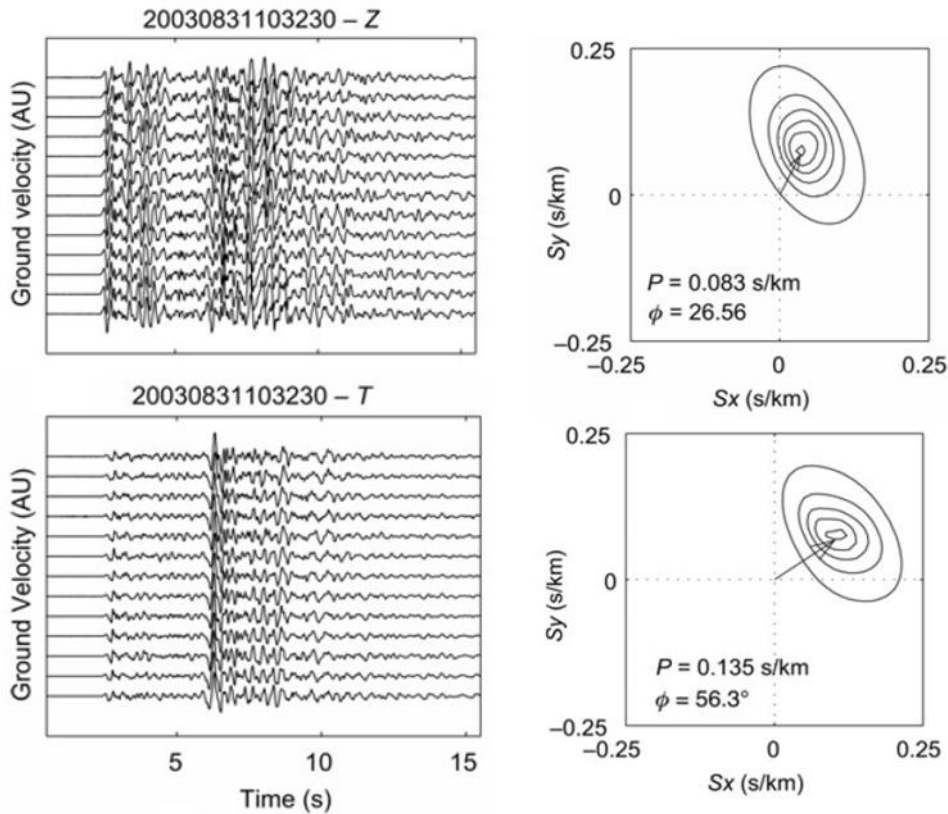 20030831103230 – Z
Ground velocity (AU)
0.25
0
–0.25
Sy (s/km)
P = 0.083 s/km
ϕ = 26.56
–0.25
0
0.25
Sx (s/km)
20030831103230 – T
Ground Velocity (AU)
5
10
15
Time (s)
0.25
0
–0.25
Sy (s/km)
P = 0.135 s/km
ϕ = 56.3°
–0.25
0
0.25
Sx (s/km)